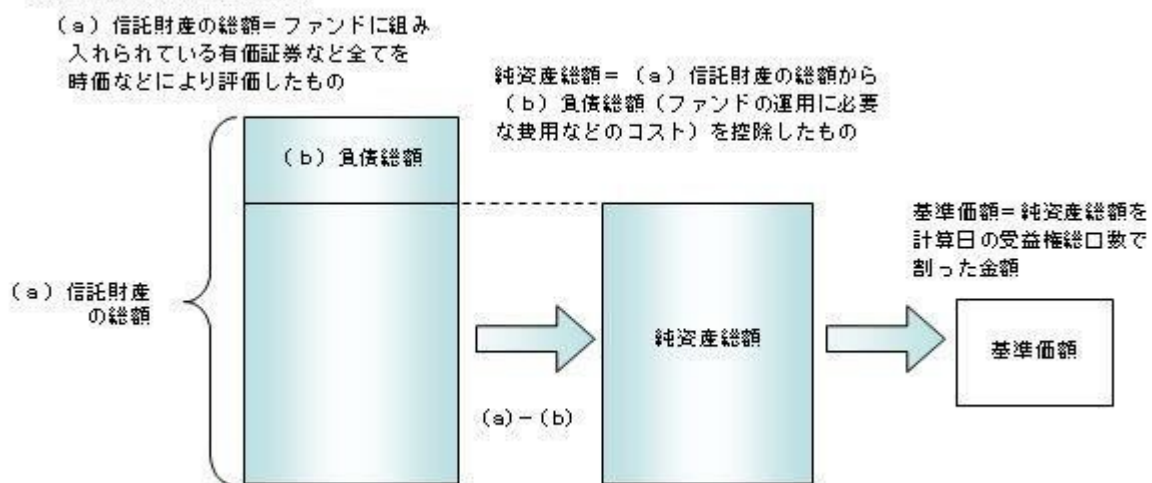 (a)信託財産の総額=ファンドに組み
入れられている有価証券など全てを
時価などにより評価したもの
純資産総額=(a)信託財産の総額から
(b)負債総額(ファンドの運用に必要
な費用などのコスト)を控除したもの
(b)負債総額
基準価額=純資産総額を
計算日の受益権総口数で
割った金額
(a)信託財産
の総額
純資産総額
基準価額
(a)-(b)